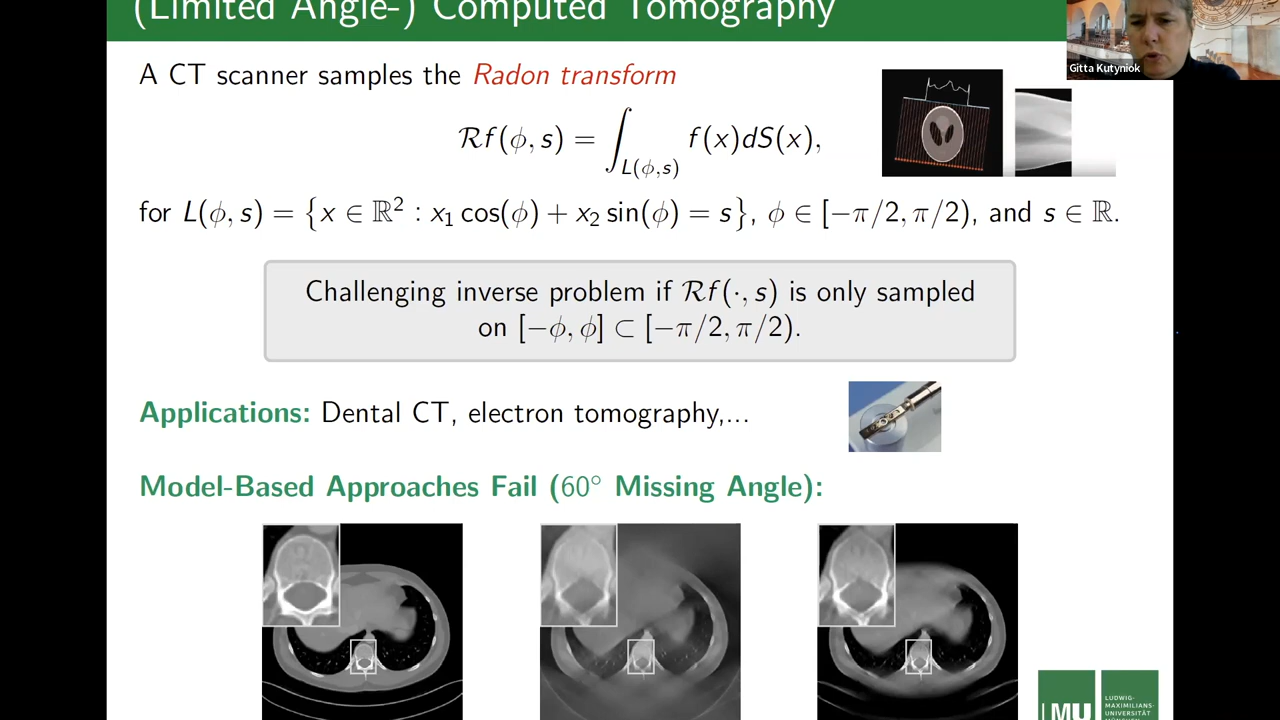 (Limited Angle-) Computed Tomography
Gitta Kutyniok
A CT scanner samples the Radon transform
ℛf(ϕ, s) = ∫_{L(ϕ,s)} f(x)dS(x),
for L(ϕ, s) = {x ∈ ℝ² : x₁ cos(ϕ) + x₂ sin(ϕ) = s}, ϕ ∈ [−π/2, π/2), and s ∈ ℝ.
Challenging inverse problem if ℛf(·, s) is only sampled
on [−ϕ, ϕ] ⊂ [−π/2, π/2).
Applications: Dental CT, electron tomography,...
Model-Based Approaches Fail (60° Missing Angle):
LMU
LUDWIG-
MAXIMILIANS-
UNIVERSITÄT
MÜNCHEN